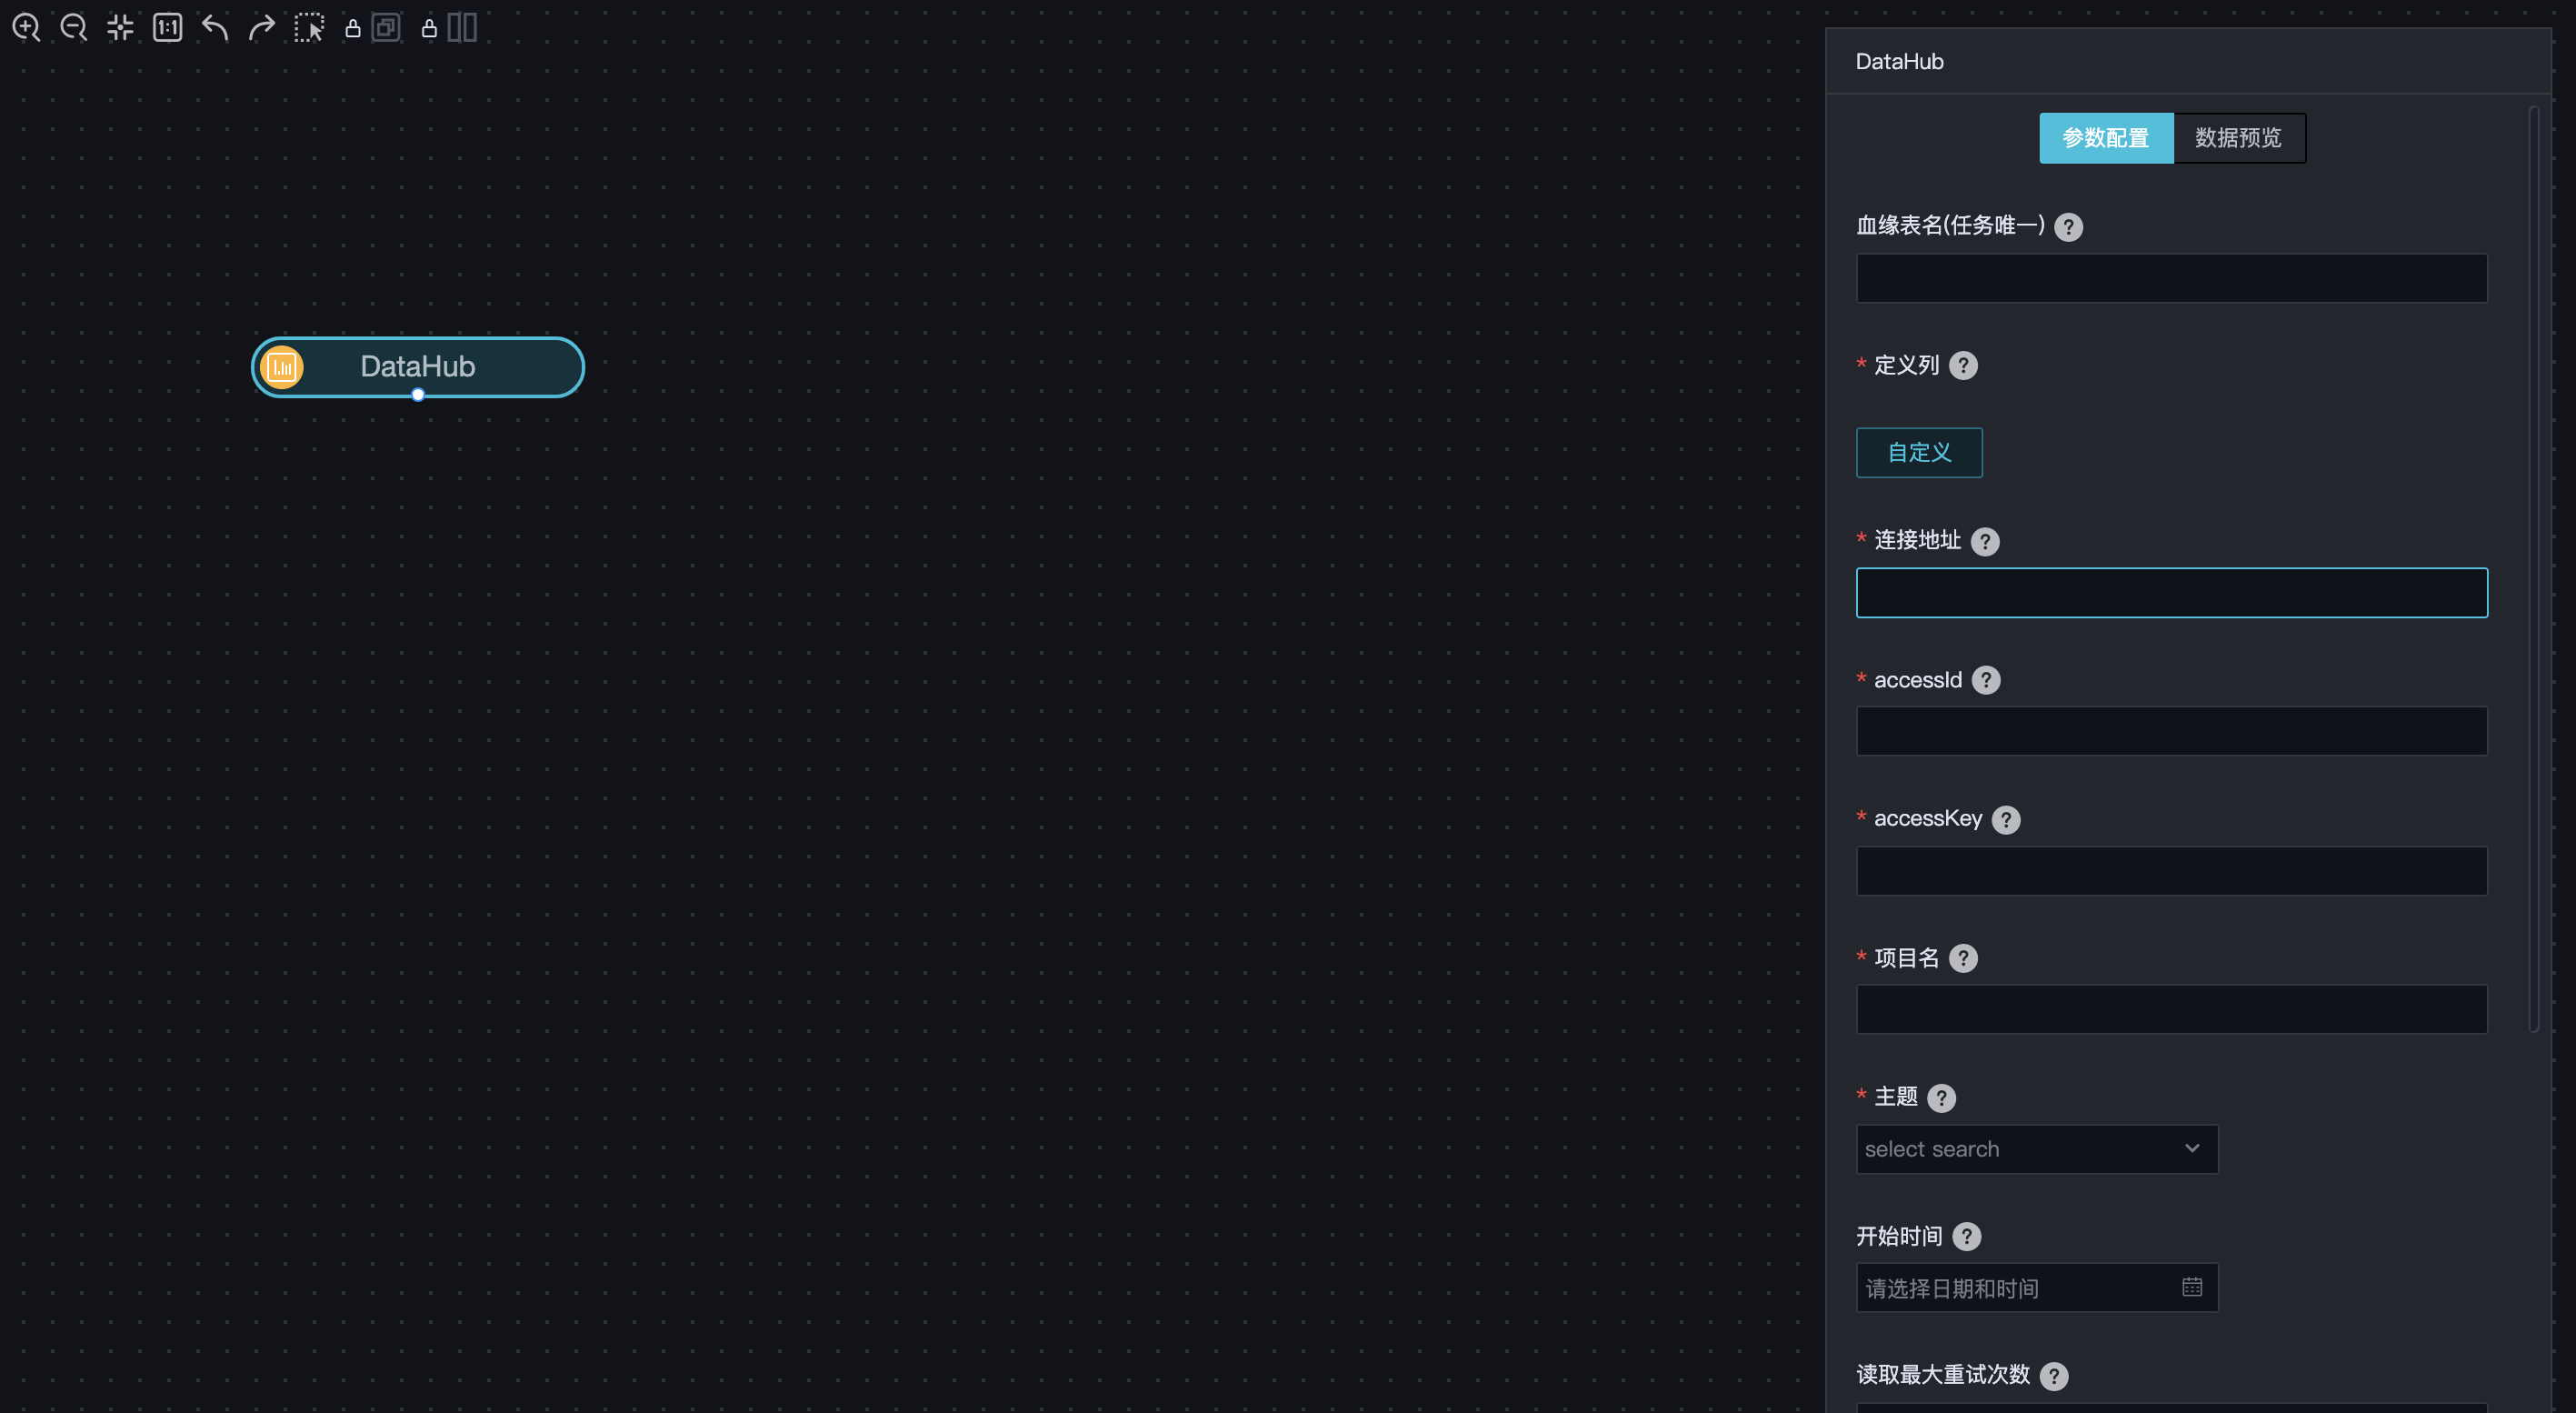 1:1
DataHub
DataHub
参数配置
数据预览
血缘表名(任务唯一) ?
* 定义列 ?
自定义
* 连接地址 ?
* accessId ?
* accessKey ?
* 项目名 ?
* 主题 ?
select search
开始时间 ?
请选择日期和时间
读取最大重试次数 ?